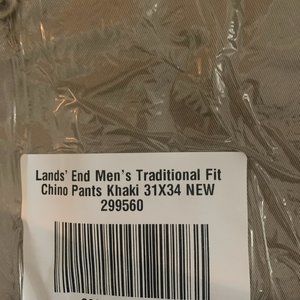 Lands' End Men's Traditional Fit
Chino Pants Khaki 31X34 NEW
299560